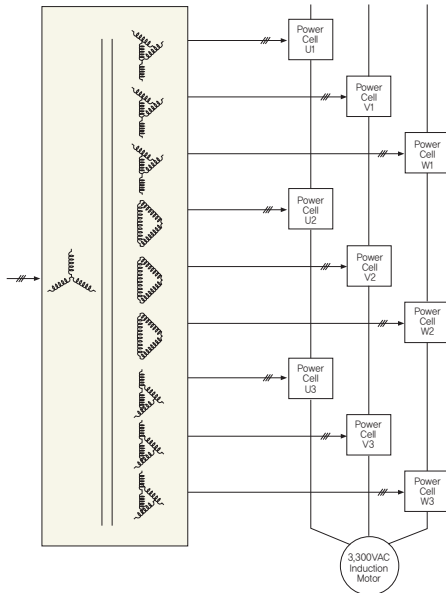 Power
Cell
U1
Power
Cell
V1
Power
Cell
W1
Power
Cell
U2
Power
Cell
V2
Power
Cell
W2
Power
Cell
U3
Power
Cell
V3
Power
Cell
W3
3,300VAC
Induction
Motor